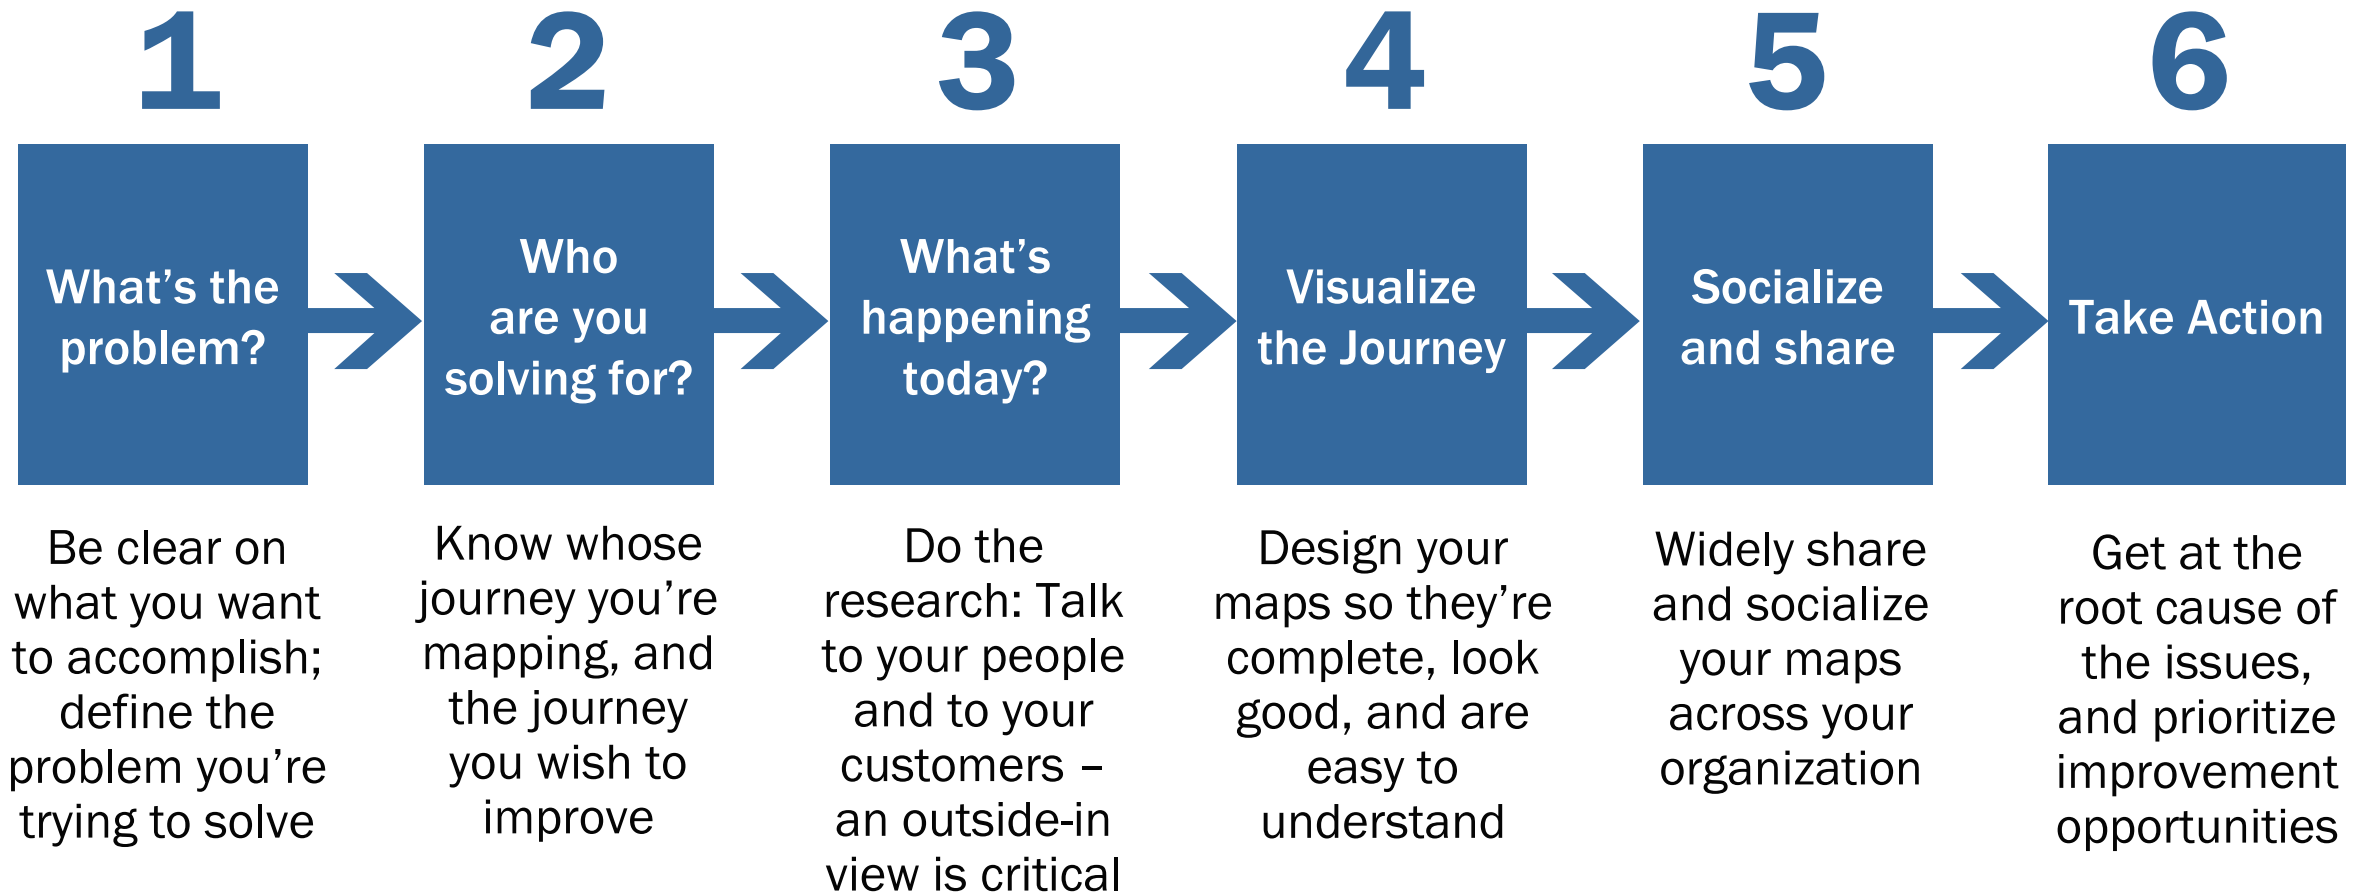 1
What's the
problem?
Be clear on
what you want
to accomplish;
define the
problem you're
trying to solve
2
Who
are you
solving for?
Know whose
journey you're
mapping, and
the journey
you wish to
improve
3
What's
happening
today?
Do the
research: Talk
to your people
and to your
customers –
an outside-in
view is critical
4
Visualize
the Journey
Design your
maps so they're
complete, look
good, and are
easy to
understand
5
Socialize
and share
Widely share
and socialize
your maps
across your
organization
6
Take Action
Get at the
root cause of
the issues,
and prioritize
improvement
opportunities